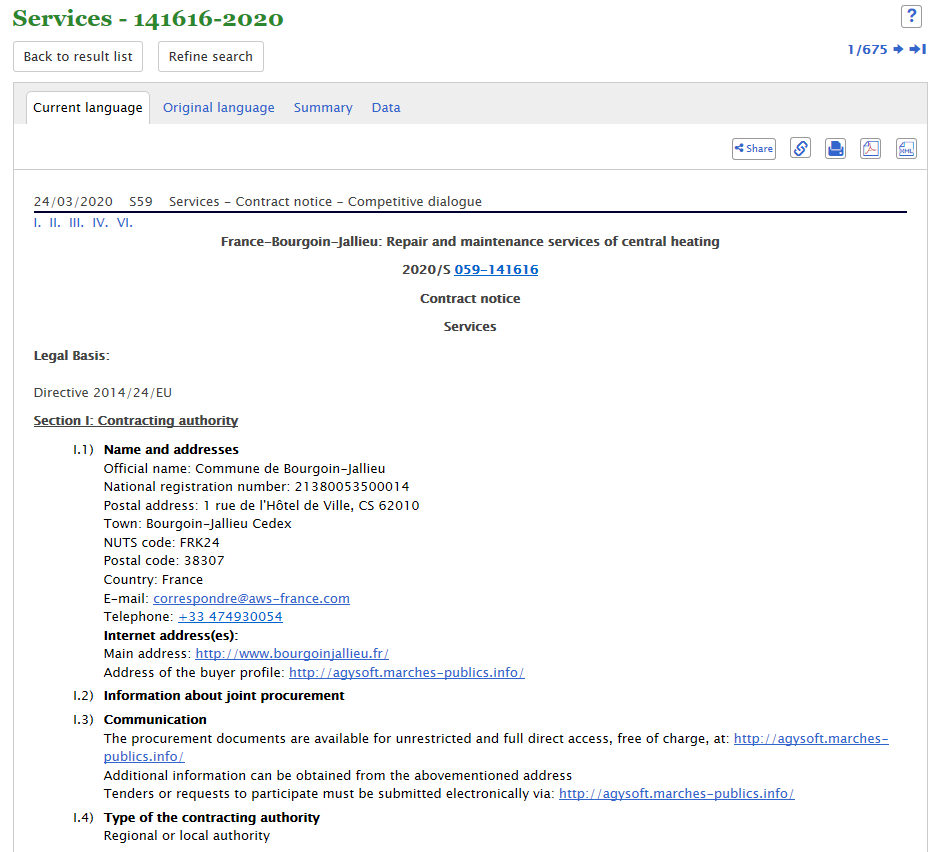 Services - 141616-2020
?
Back to result list
Refine search
1/675
Current language
Original language
Summary
Data
Share
XML
24/03/2020 S59 Services - Contract notice - Competitive dialogue
I. II. III. IV. VI.
France-Bourgoin-Jallieu: Repair and maintenance services of central heating
2020/S 059-141616
Contract notice
Services
Legal Basis:
Directive 2014/24/EU
Section I: Contracting authority
I.1) Name and addresses
Official name: Commune de Bourgoin-Jallieu
National registration number: 21380053500014
Postal address: 1 rue de l'Hôtel de Ville, CS 62010
Town: Bourgoin-Jallieu Cedex
NUTS code: FRK24
Postal code: 38307
Country: France
E-mail: correspondre@aws-france.com
Telephone: +33 474930054
Internet address(es):
Main address: http://www.bourgoinjallieu.fr/
Address of the buyer profile: http://agysoft.marches-publics.info/
I.2) Information about joint procurement
I.3) Communication
The procurement documents are available for unrestricted and full direct access, free of charge, at: http://agysoft.marches-
publics.info/
Additional information can be obtained from the abovementioned address
Tenders or requests to participate must be submitted electronically via: http://agysoft.marches-publics.info/
I.4) Type of the contracting authority
Regional or local authority